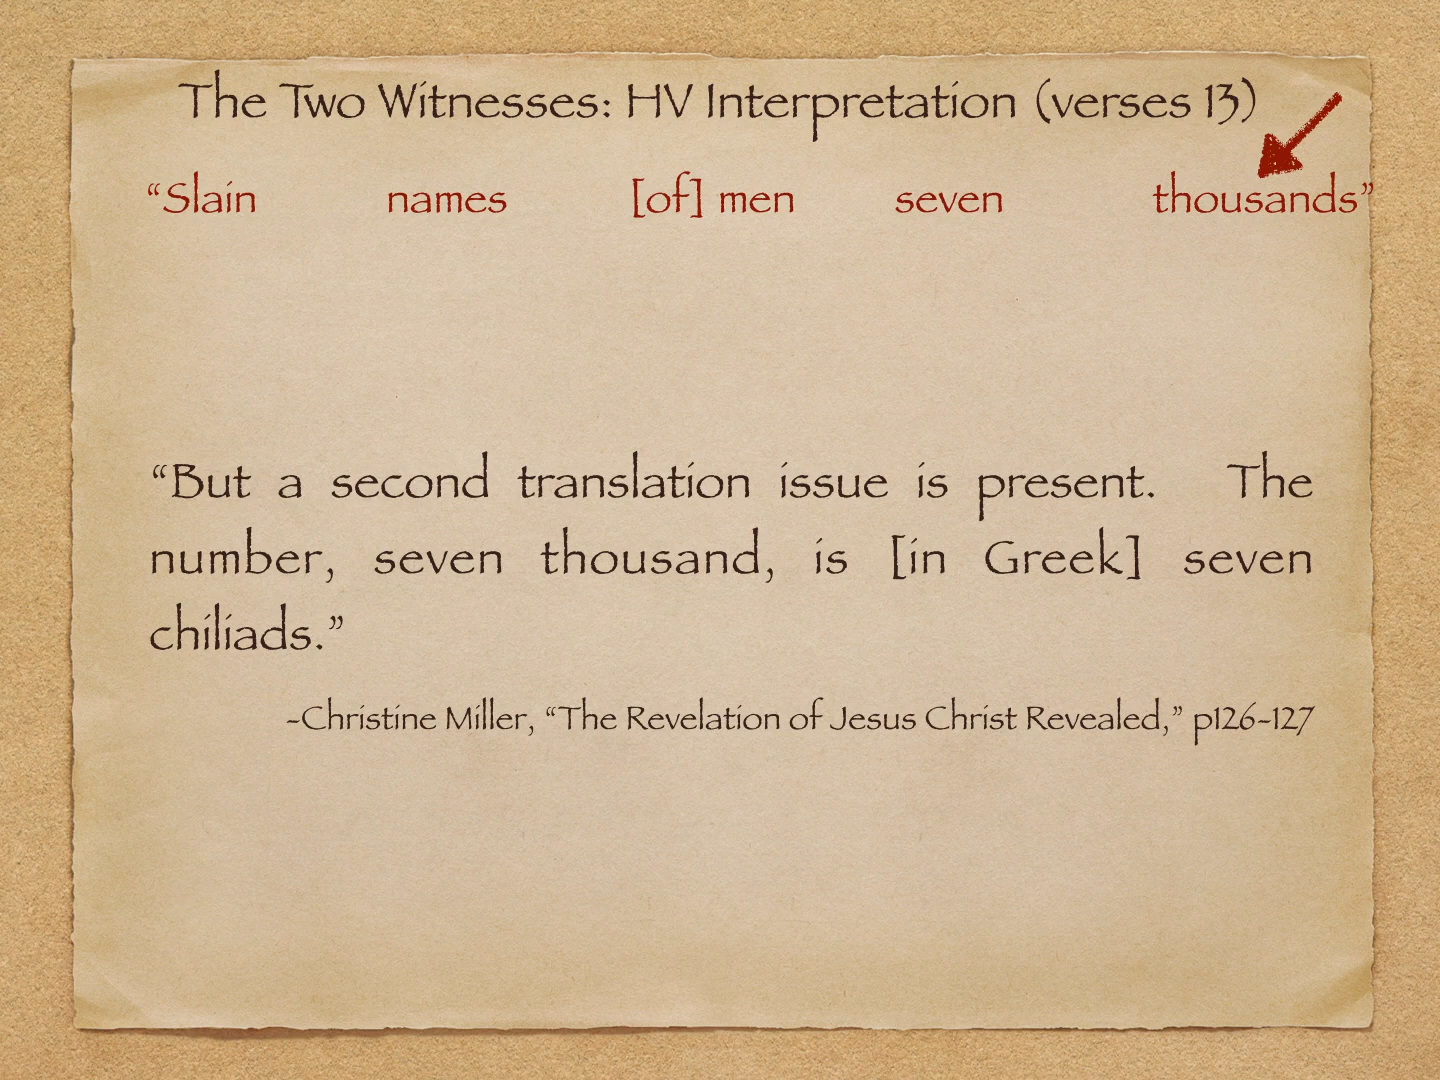 The Two Witnesses: HV Interpretation (verses 13)
“Slain names [of] men seven thousands”
“But a second translation issue is present. The
number, seven thousand, is [in Greek] seven
chiliads.”
-Christine Miller, “The Revelation of Jesus Christ Revealed,” p126-127